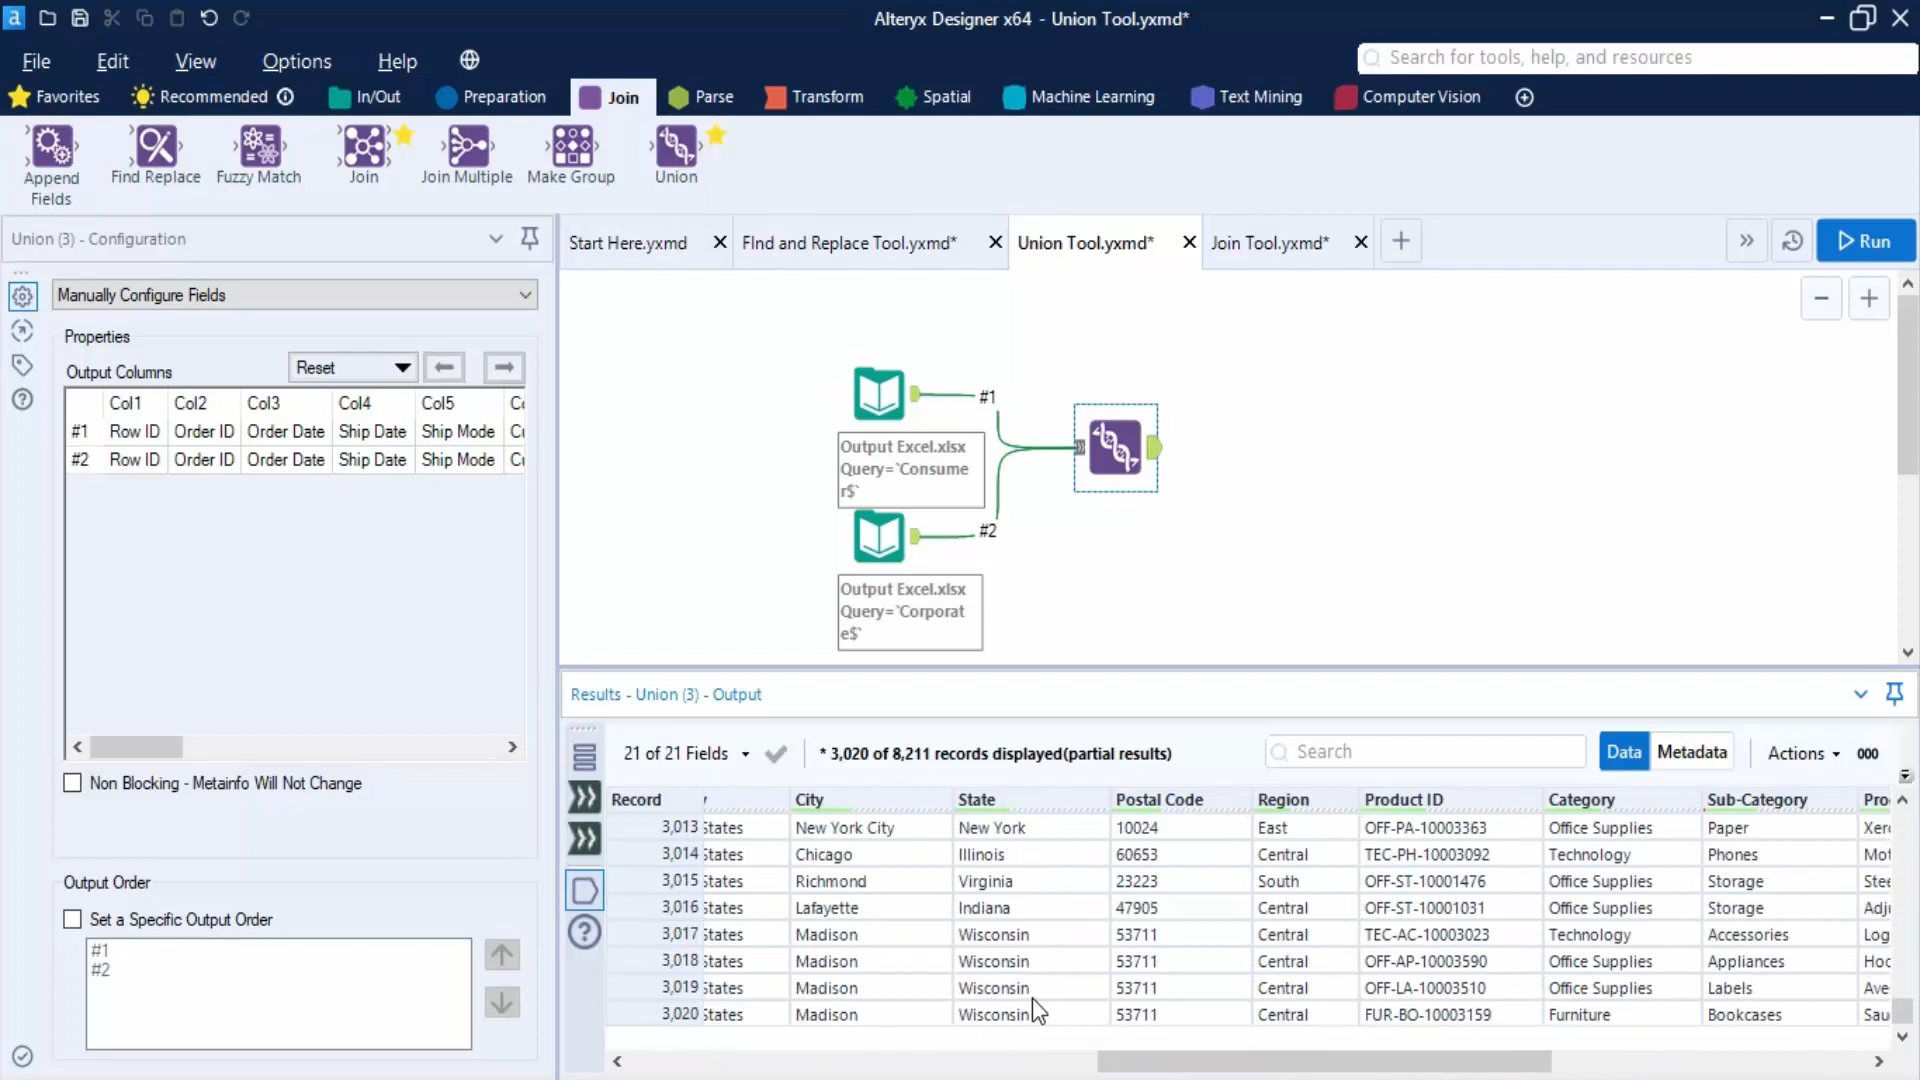 Alteryx Designer x64 - Union Tool.yxmd*
File Edit View Options Help
Search for tools, help, and resources
Favorites Recommended In/Out Preparation Join Parse Transform Spatial Machine Learning Text Mining Computer Vision
Append Fields
Find Replace
Fuzzy Match
Join
Join Multiple
Make Group
Union
Union (3) - Configuration
Start Here.yxmd
FInd and Replace Tool.yxmd*
Union Tool.yxmd*
Join Tool.yxmd*
Run
Manually Configure Fields
Properties
Output Columns
Reset
Col1 Col2 Col3 Col4 Col5
#1 Row ID Order ID Order Date Ship Date Ship Mode
#2 Row ID Order ID Order Date Ship Date Ship Mode
Non Blocking - Metainfo Will Not Change
Output Order
Set a Specific Output Order
#1
#2
#1
Output Excel.xlsx
Query=`Consume
r$`
#2
Output Excel.xlsx
Query=`Corporat
e$`
Results - Union (3) - Output
21 of 21 Fields
* 3,020 of 8,211 records displayed(partial results)
Search
Data Metadata
Actions
000
Record City State Postal Code Region Product ID Category Sub-Category
3,013 States New York City New York 10024 East OFF-PA-10003363 Office Supplies Paper
3,014 States Chicago Illinois 60653 Central TEC-PH-10003092 Technology Phones
3,015 States Richmond Virginia 23223 South OFF-ST-10001476 Office Supplies Storage
3,016 States Lafayette Indiana 47905 Central OFF-ST-10001031 Office Supplies Storage
3,017 States Madison Wisconsin 53711 Central TEC-AC-10003023 Technology Accessories
3,018 States Madison Wisconsin 53711 Central OFF-AP-10003590 Office Supplies Appliances
3,019 States Madison Wisconsin 53711 Central OFF-LA-10003510 Office Supplies Labels
3,020 States Madison Wisconsin 53711 Central FUR-BO-10003159 Furniture Bookcases